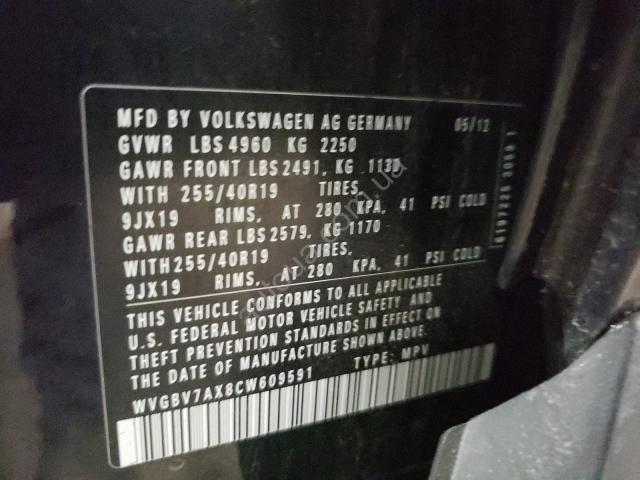 MFD BY VOLKSWAGEN AG GERMANY 05/12
GVWR LBS 4960 KG 2250
GAWR FRONT LBS 2491, KG 1130
WITH 255/40R19 TIRES,
9JX19 RIMS, AT 280 KPA, 41 PSI COLD
GAWR REAR LBS 2579, KG 1170
WITH 255/40R19 TIRES,
9JX19 RIMS, AT 280 KPA, 41 PSI COLD
THIS VEHICLE CONFORMS TO ALL APPLICABLE
U.S. FEDERAL MOTOR VEHICLE SAFETY AND
THEFT PREVENTION STANDARDS IN EFFECT ON
THE DATE OF MANUFACTURE SHOWN ABOVE.
WVGBV7AX8CW609591 TYPE: MPV